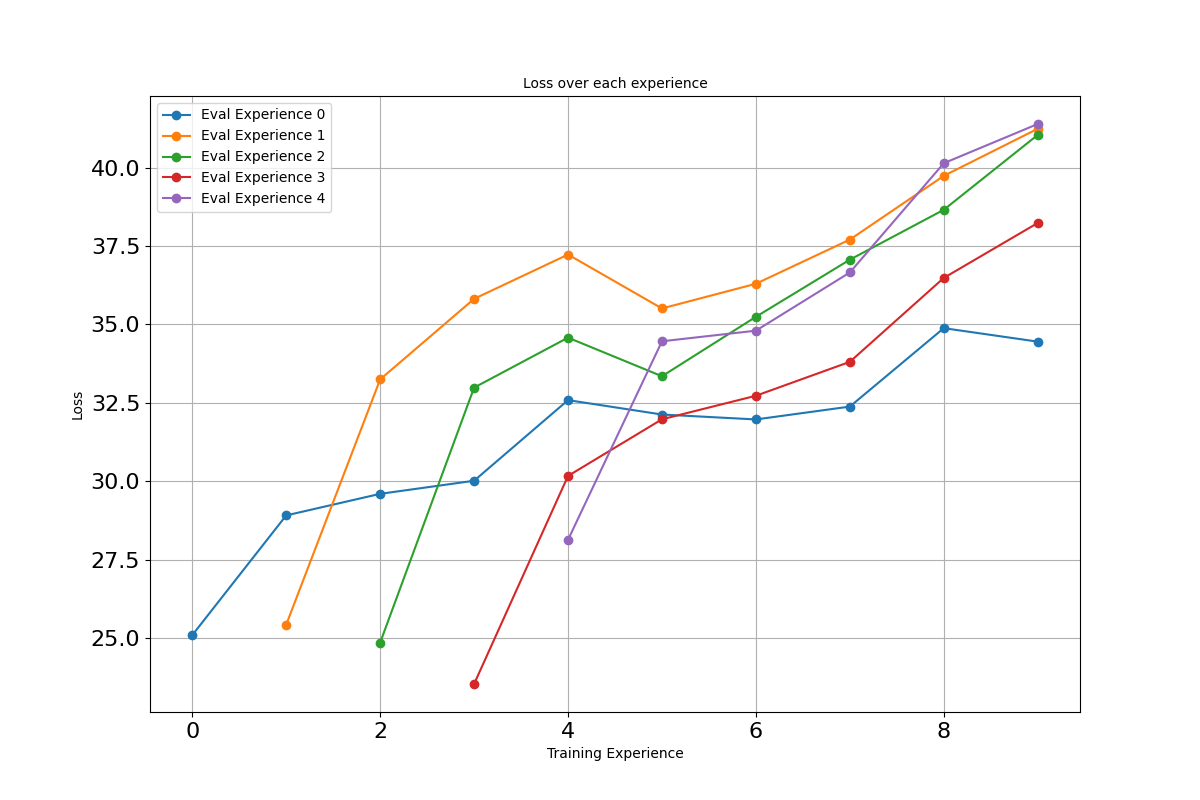 Loss over each experience
Eval Experience 0
Eval Experience 1
Eval Experience 2
Eval Experience 3
Eval Experience 4
40.0
37.5
35.0
32.5
30.0
27.5
25.0
Loss
0 2 4 6 8
Training Experience